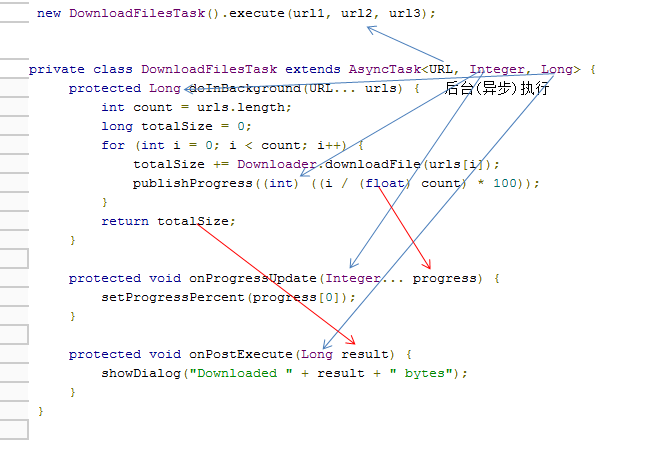 new DownloadFilesTask().execute(url1, url2, url3);
private class DownloadFilesTask extends AsyncTask<URL, Integer, Long> {
protected Long doInBackground(URL... urls) {
后台(异步)执行
int count = urls.length;
long totalSize = 0;
for (int i = 0; i < count; i++) {
totalSize += Downloader.downloadFile(urls[i]);
publishProgress((int) ((i / (float) count) * 100));
}
return totalSize;
}
protected void onProgressUpdate(Integer... progress) {
setProgressPercent(progress[0]);
}
protected void onPostExecute(Long result) {
showDialog("Downloaded " + result + " bytes");
}
}